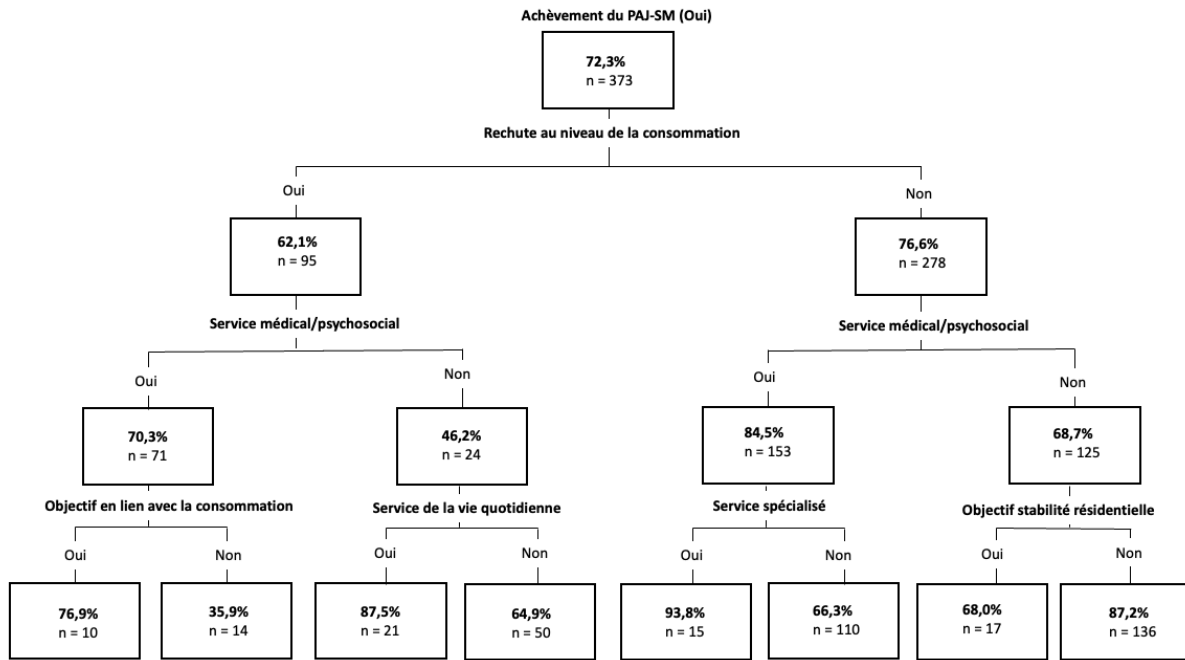 Achèvement du PAJ-SM (Oui)
72,3%
n = 373
Rechute au niveau de la consommation
Oui
Non
62,1%
n = 95
76,6%
n = 278
Service médical/psychosocial
Service médical/psychosocial
Oui
Non
Oui
Non
70,3%
n = 71
46,2%
n = 24
84,5%
n = 153
68,7%
n = 125
Objectif en lien avec la consommation
Service de la vie quotidienne
Service spécialisé
Objectif stabilité résidentielle
Oui
Non
Oui
Non
Oui
Non
Oui
Non
76,9%
n = 10
35,9%
n = 14
87,5%
n = 21
64,9%
n = 50
93,8%
n = 15
66,3%
n = 110
68,0%
n = 17
87,2%
n = 136